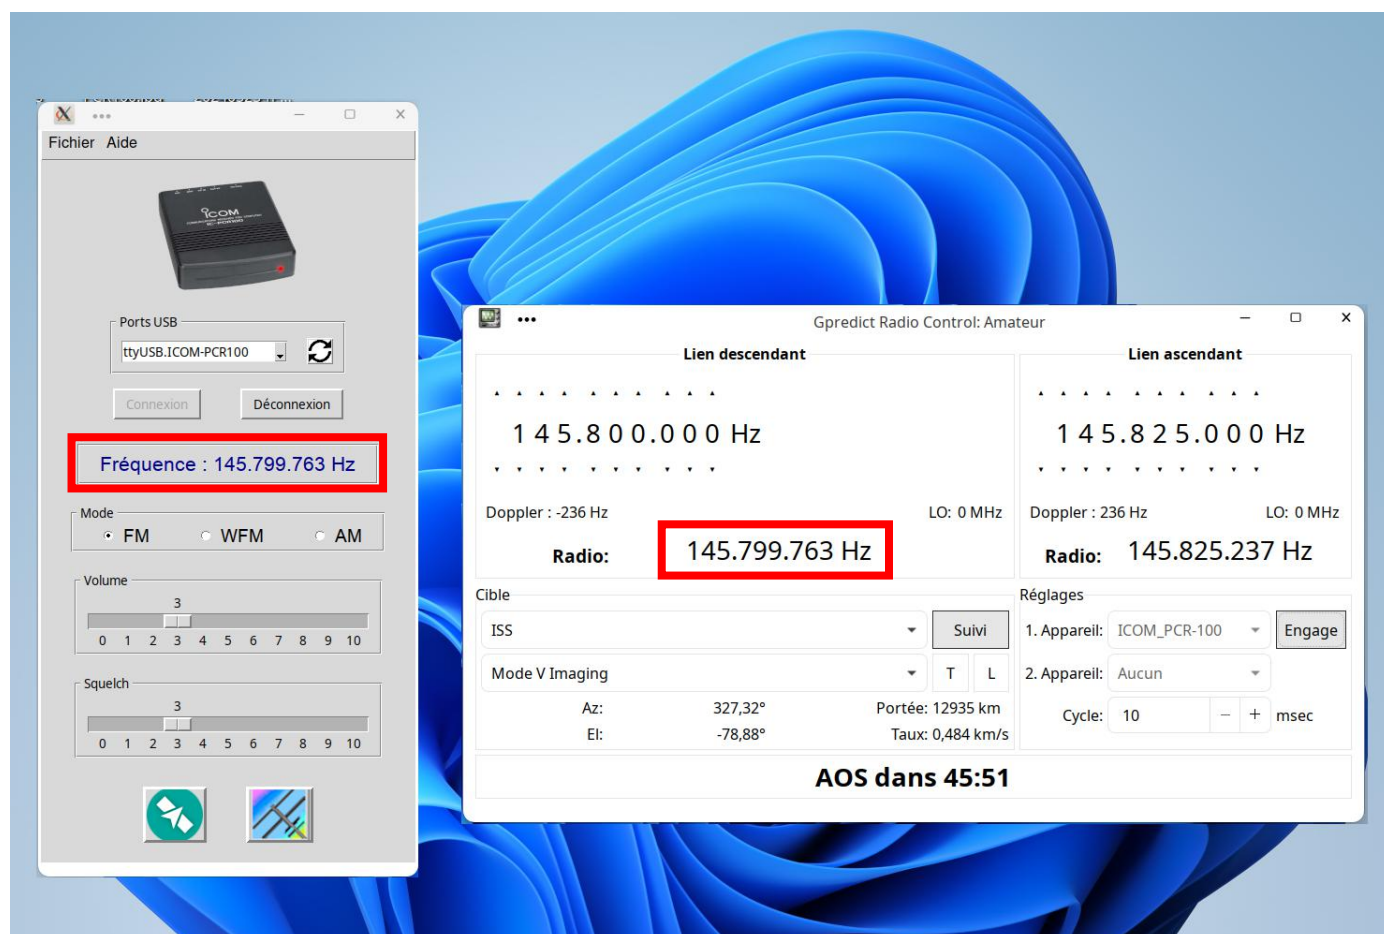 Fichier Aide
ICOM
Ports USB
ttyUSB.ICOM-PCR100
Connexion
Déconnexion
Fréquence : 145.799.763 Hz
Mode
FM WFM AM
Volume
3
0 1 2 3 4 5 6 7 8 9 10
Squelch
3
0 1 2 3 4 5 6 7 8 9 10
Gpredict Radio Control: Amateur
Lien descendant
145.800.000 Hz
Doppler : -236 Hz
LO: 0 MHz
Radio: 145.799.763 Hz
Lien ascendant
145.825.000 Hz
Doppler : 236 Hz
LO: 0 MHz
Radio: 145.825.237 Hz
Cible
ISS
Suivi
Mode V Imaging
T L
Az: 327,32° Portée: 12935 km
El: -78,88° Taux: 0,484 km/s
Réglages
1. Appareil: ICOM_PCR-100 Engage
2. Appareil: Aucun
Cycle: 10 − + msec
AOS dans 45:51